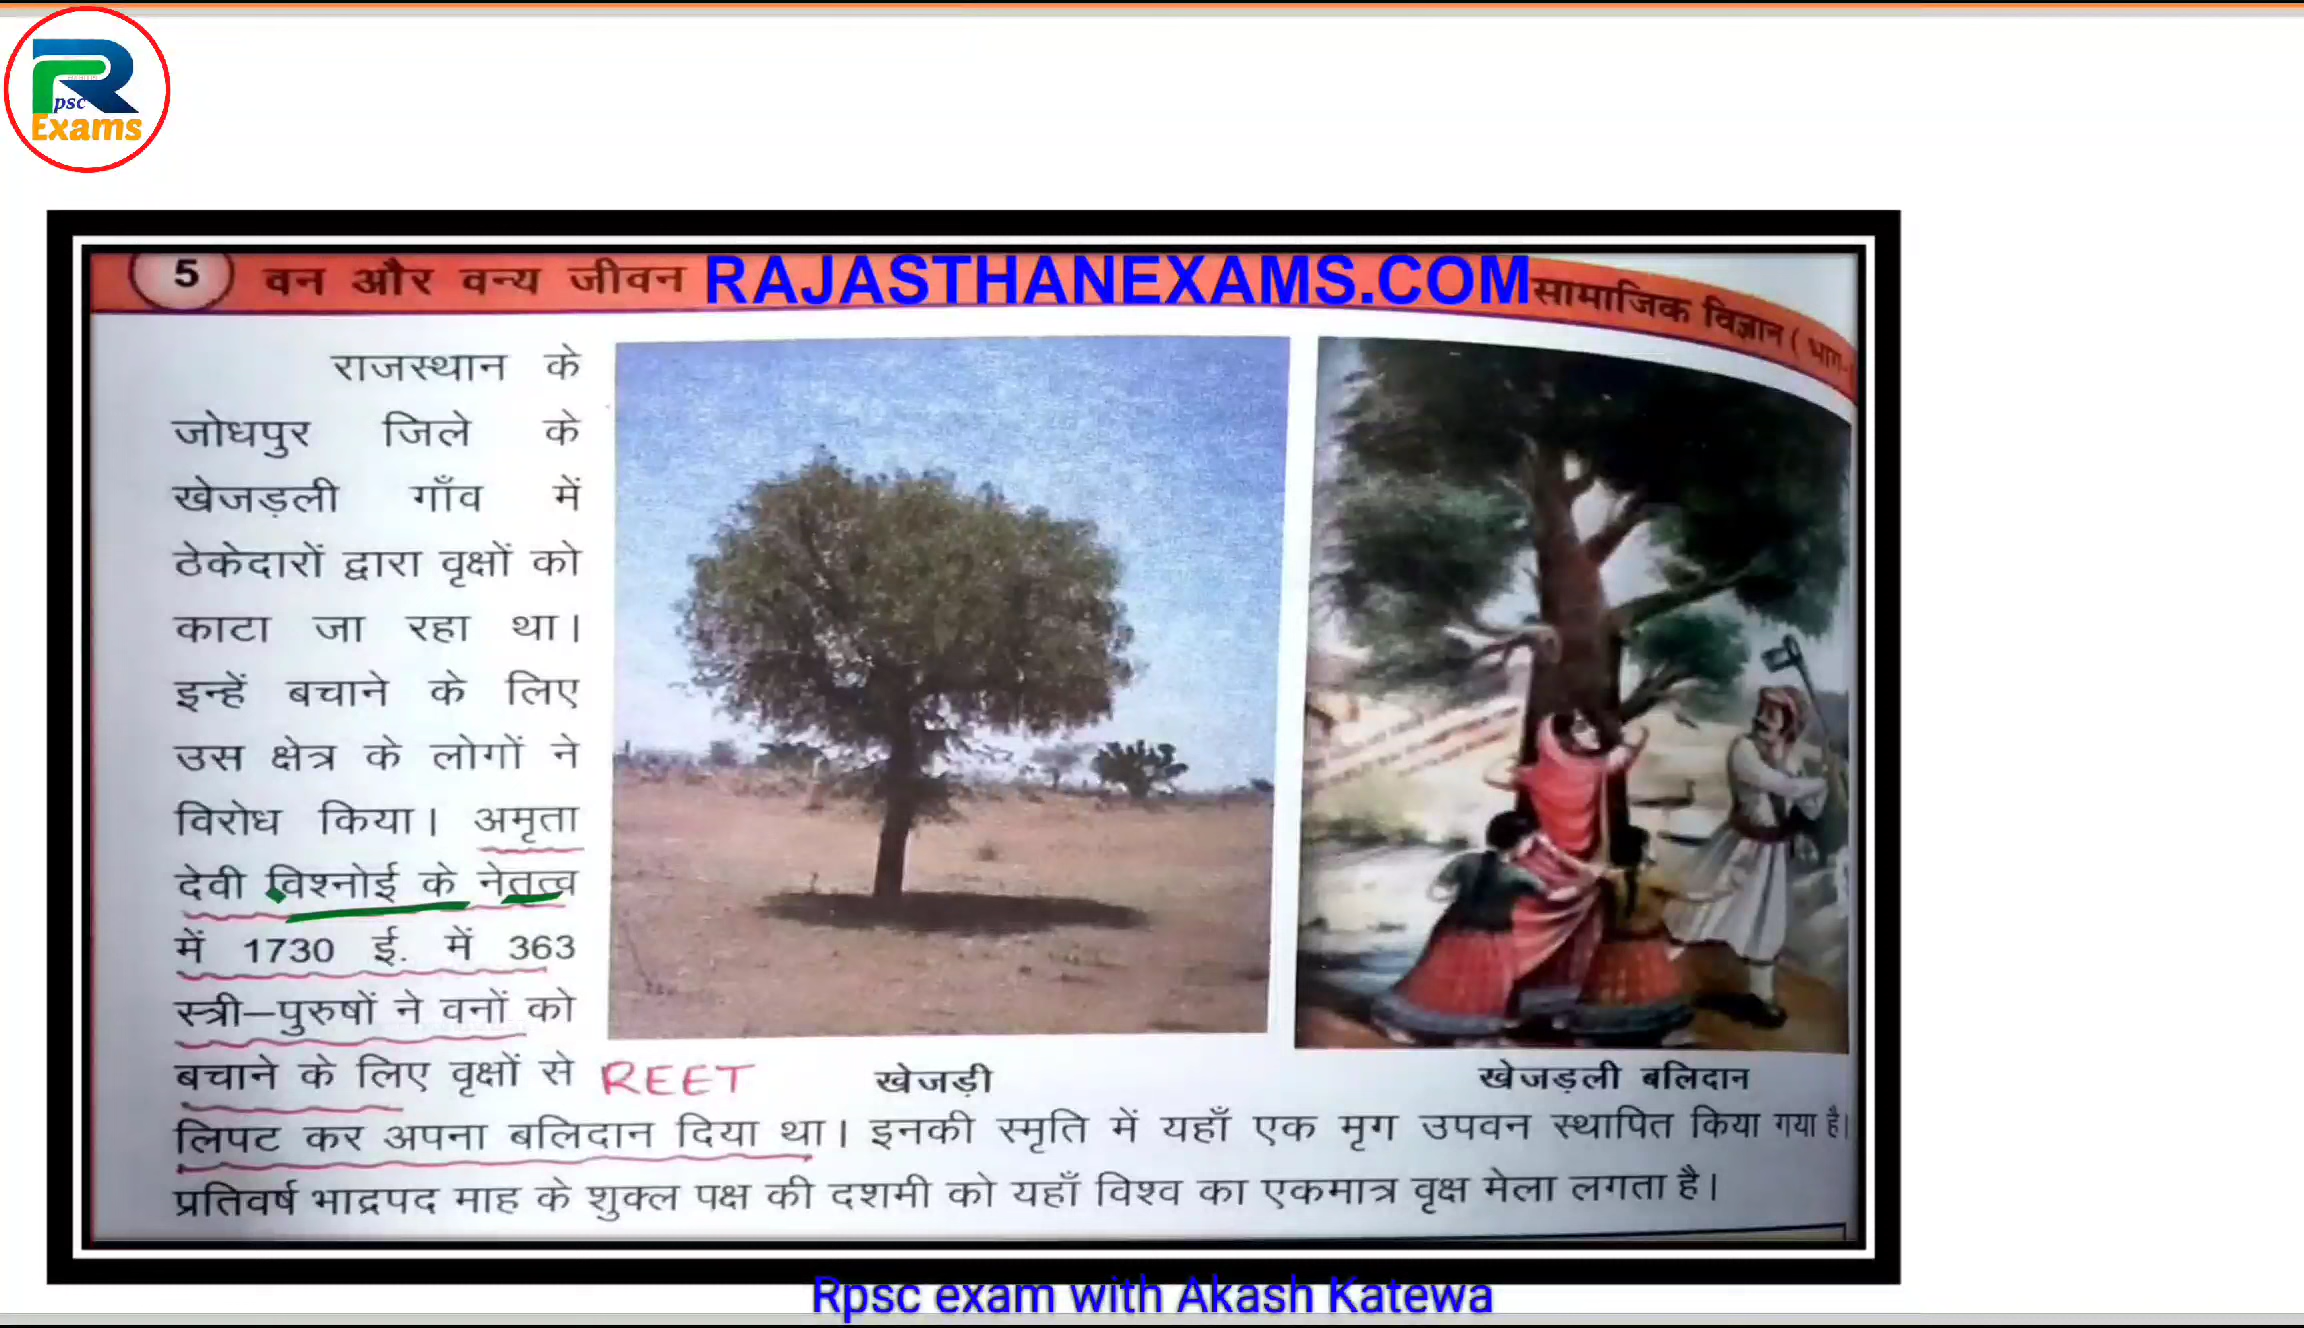 Rpsc
Exams
5 वन और वन्य जीवन RAJASTHANEXAMS.COM सामाजिक विज्ञान ( भाग-
राजस्थान के
जोधपुर जिले के
खेजड़ली गाँव में
ठेकेदारों द्वारा वृक्षों को
काटा जा रहा था।
इन्हें बचाने के लिए
उस क्षेत्र के लोगों ने
विरोध किया। अमृता
देवी विश्नोई के नेतृत्व
में 1730 ई. में 363
स्त्री–पुरुषों ने वनों को
बचाने के लिए वृक्षों से
REET
खेजड़ी
खेजड़ली बलिदान
लिपट कर अपना बलिदान दिया था। इनकी स्मृति में यहाँ एक मृग उपवन स्थापित किया गया है।
प्रतिवर्ष भाद्रपद माह के शुक्ल पक्ष की दशमी को यहाँ विश्व का एकमात्र वृक्ष मेला लगता है।
Rpsc exam with Akash Katewa